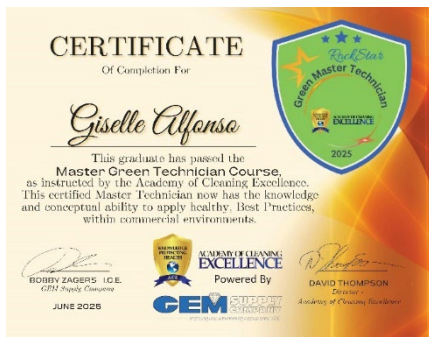 CERTIFICATE
Of Completion For
Giselle Alfonso
This graduate has passed the
Master Green Technician Course,
as instructed by the Academy of Cleaning Excellence.
This certified Master Technician now has the knowledge
and conceptual ability to apply healthy, Best Practices,
within commercial environments.
RockStar
Green Master Technician
ACADEMY OF CLEANING
EXCELLENCE
2025
BOBBY ZAGERS I.C.E.
GEM Supply Company
JUNE 2025
ACADEMY OF CLEANING
EXCELLENCE
Powered By
GEM SUPPLY
COMPANY
DAVID THOMPSON
Director -
Academy of Cleaning Excellence